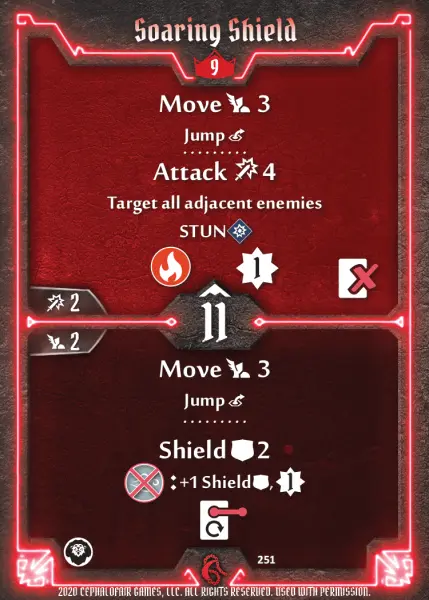 Soaring Shield
9
Move 3
Jump
Attack 4
Target all adjacent enemies
STUN
1
2
11
2
Move 3
Jump
Shield 2
: +1 Shield, 1
251
2020 CEPHALOFAIR GAMES, LLC. ALL RIGHTS RESERVED. USED WITH PERMISSION.